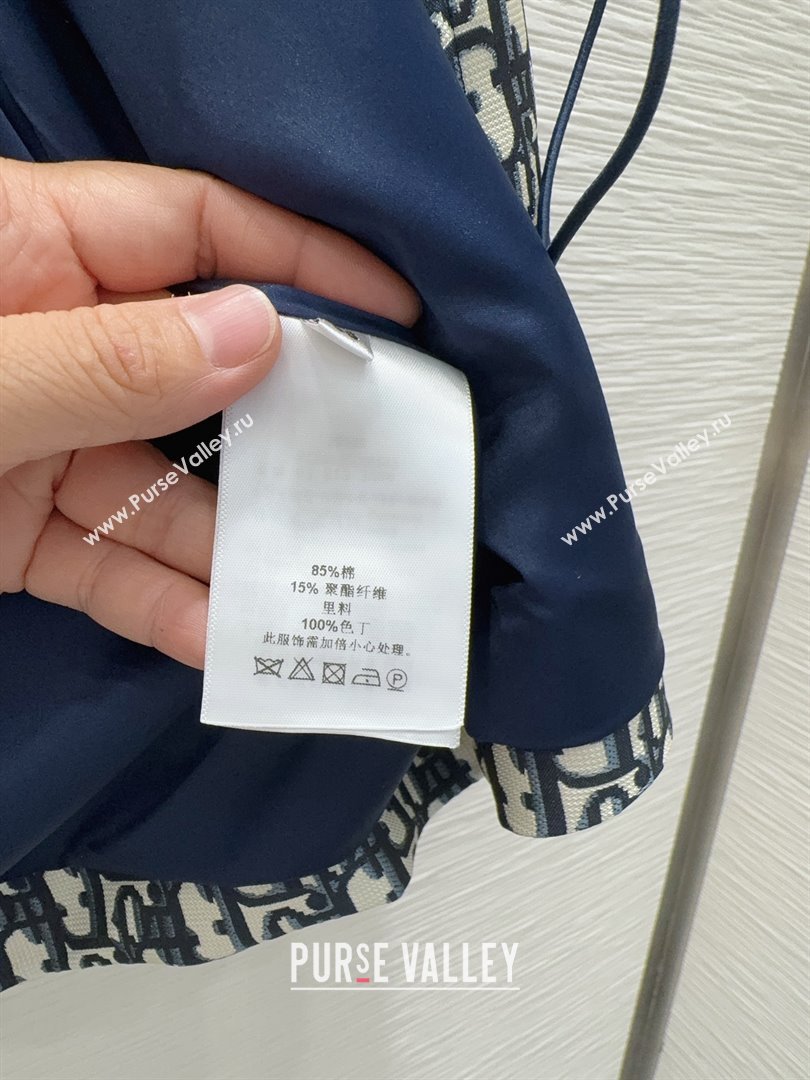 85%棉
15% 聚酯纤维
里料
100%色丁
此服饰需加倍小心处理。
P
www.PurseValley.ru
www.PurseValley.ru
PURSE VALLEY